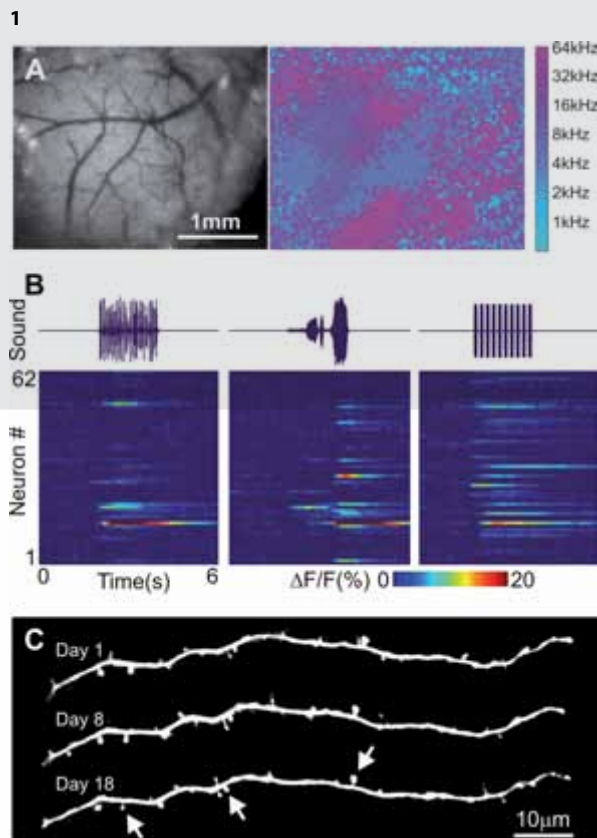 1
A
1mm
64kHz
32kHz
16kHz
8kHz
4kHz
2kHz
1kHz
B
Sound
62
Neuron #
1
0 Time(s) 6
ΔF/F(%) 0 20
C
Day 1
Day 8
Day 18
10µm